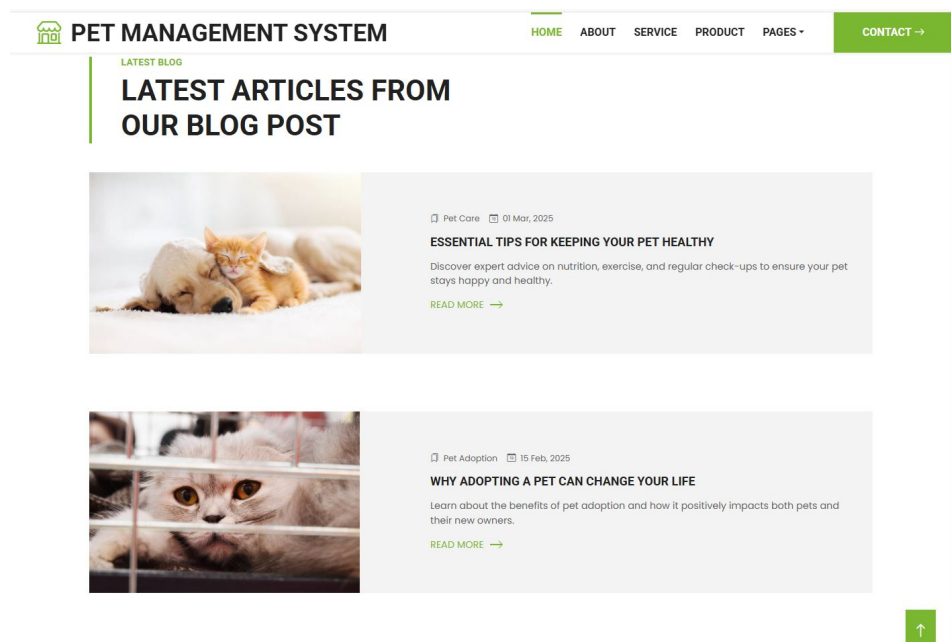 PET MANAGEMENT SYSTEM
HOME ABOUT SERVICE PRODUCT PAGES CONTACT →
LATEST BLOG
LATEST ARTICLES FROM
OUR BLOG POST
Pet Care 01 Mar, 2025
ESSENTIAL TIPS FOR KEEPING YOUR PET HEALTHY
Discover expert advice on nutrition, exercise, and regular check-ups to ensure your pet
stays happy and healthy.
READ MORE →
Pet Adoption 15 Feb, 2025
WHY ADOPTING A PET CAN CHANGE YOUR LIFE
Learn about the benefits of pet adoption and how it positively impacts both pets and
their new owners.
READ MORE →